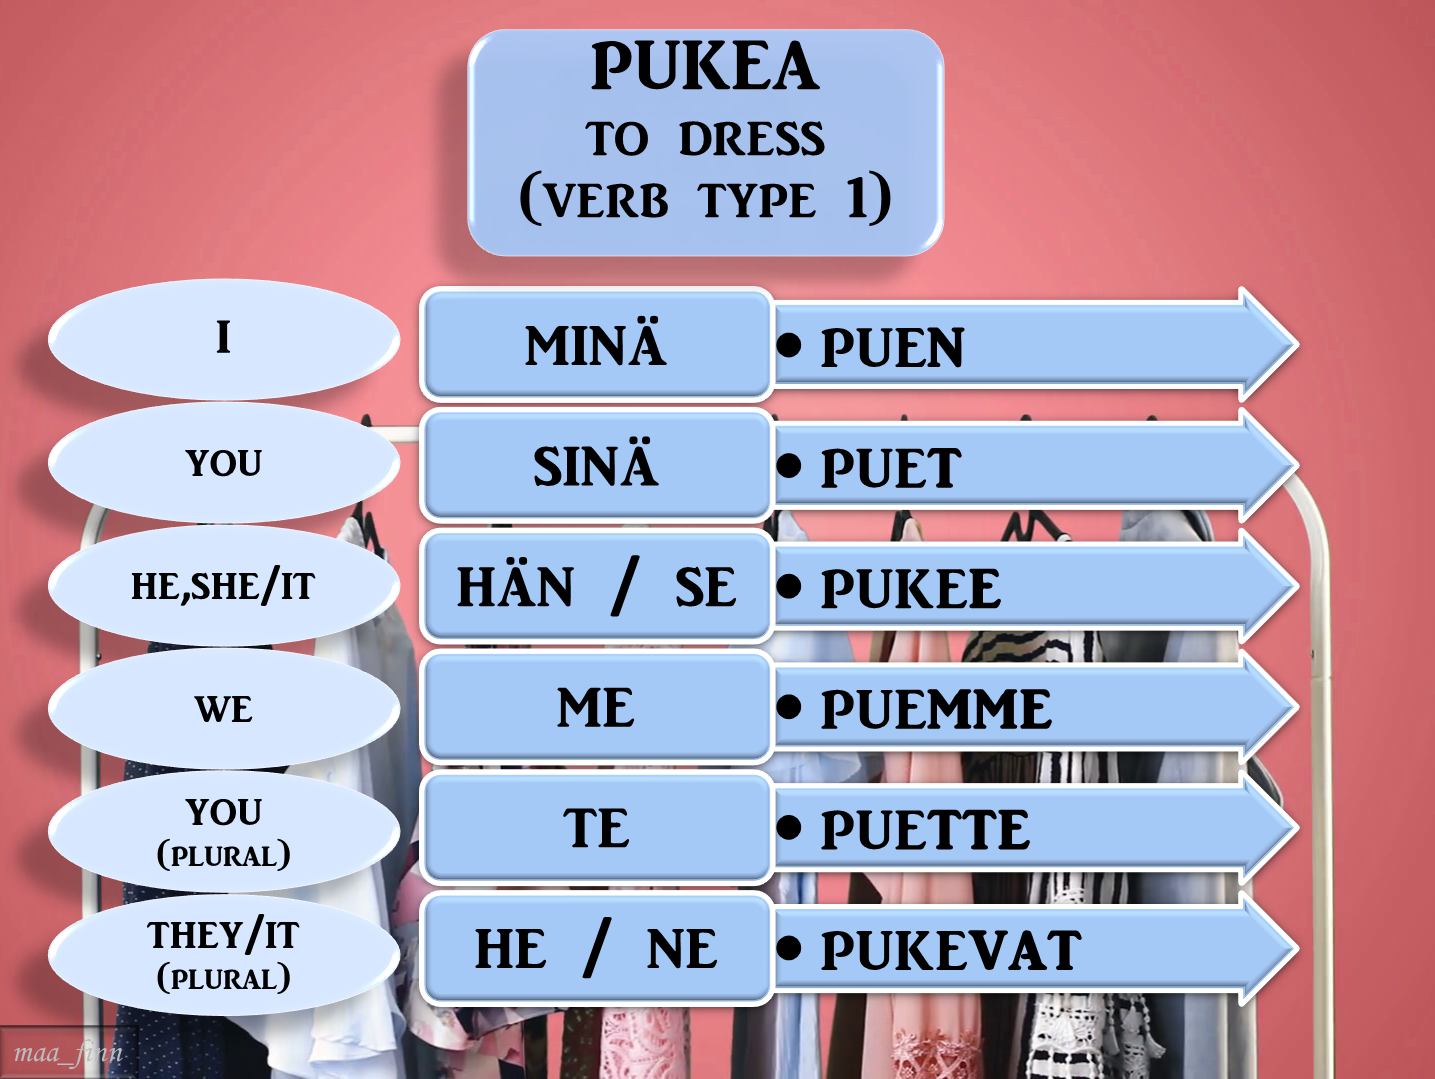 PUKEA
TO DRESS
(VERB TYPE 1)
I
MINÄ
• PUEN
YOU
SINÄ
• PUET
HE,SHE/IT
HÄN / SE
• PUKEE
WE
ME
• PUEMME
YOU
(PLURAL)
TE
• PUETTE
THEY/IT
(PLURAL)
HE / NE
• PUKEVAT
maa_finn